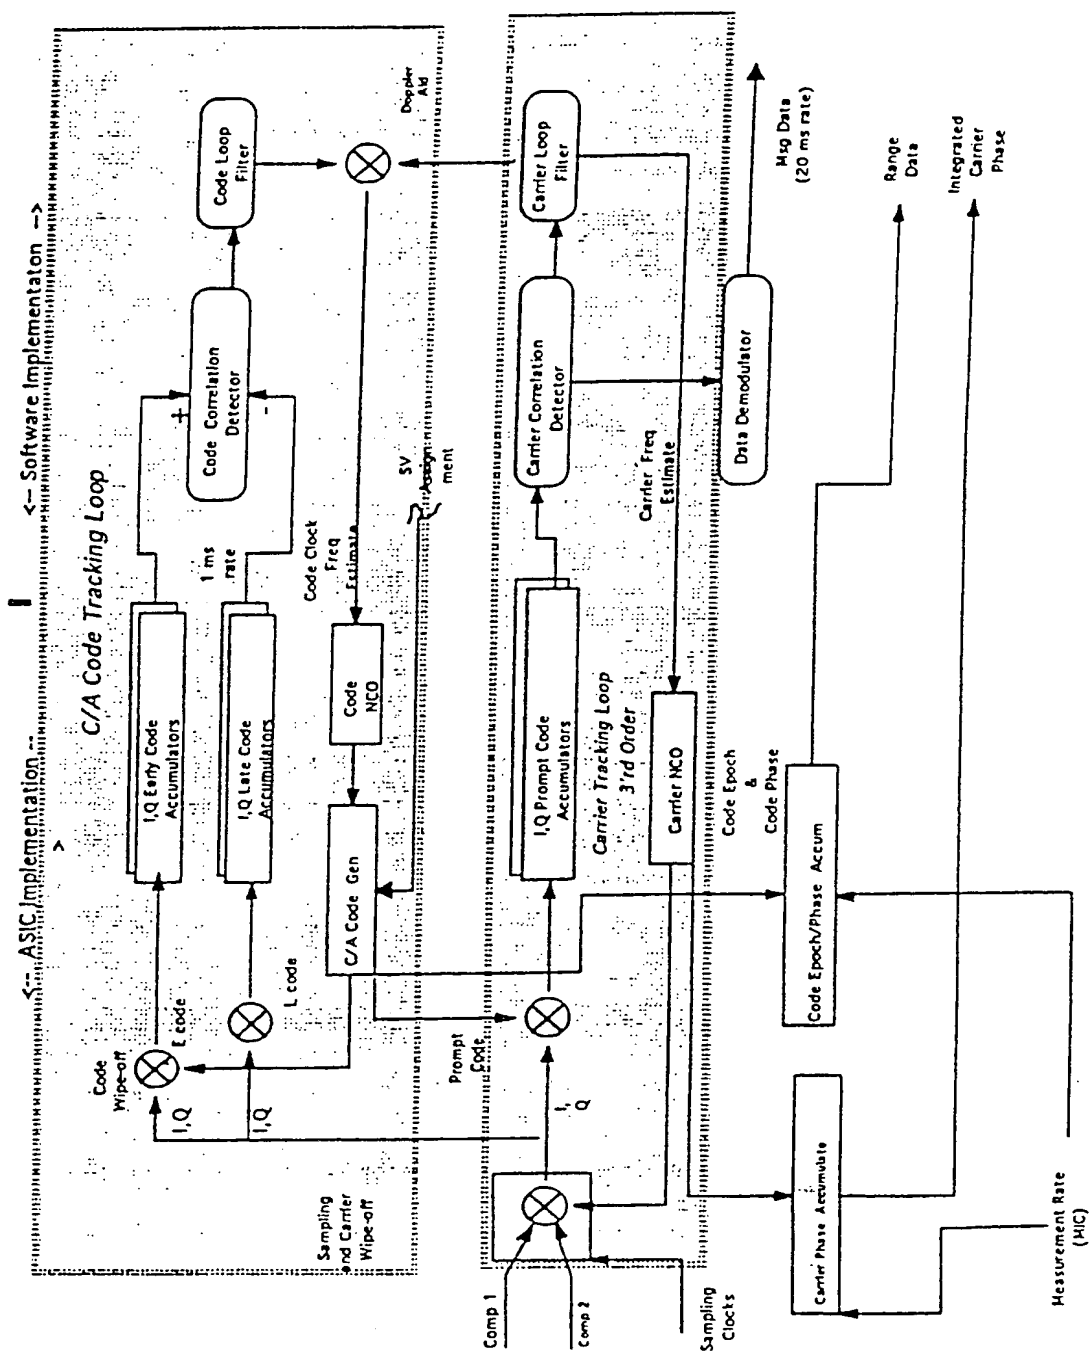 <-- ASIC Implementation --
>
<-- Software Implementaton -->
C/A Code Tracking Loop
Code
Wipe-off
E code
I,Q
I,Q
L code
I,Q Early Code
Accumulators
I,Q Late Code
Accumulators
1 ms
rate
+
-
Code Correlation
Detector
Code Loop
Filter
C/A Code Gen
Code
NCO
Code Clock
Freq
Estimate
SV
Assign
ment
Doppler
Aid
Sampling
and Carrier
Wipe-off
Prompt
Code
Comp 1
Comp 2
I, Q
I,Q Prompt Code
Accumulators
Carrier Tracking Loop
3'rd Order
Carrier Correlation
Detector
Carrier Loop
Filter
Carrier NCO
Carrier Freq
Estimate
Sampling
Clocks
Code Epoch
&
Code Phase
Data Demodulator
Msg Data
(20 ms rate)
Carrier Phase Accumulate
Code Epoch/Phase Accum
Range
Data
Integrated
Carrier
Phase
Measurement Rate
(MIC)